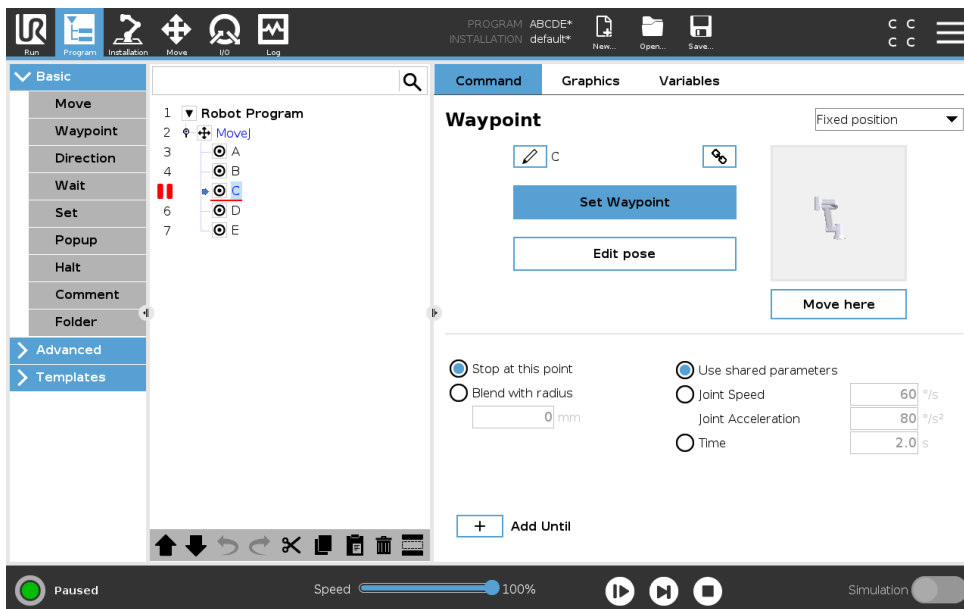 UR
Run
Program
Installation
Move
I/O
Log
PROGRAM ABCDE*
INSTALLATION default*
New...
Open...
Save...
C C
C C
Basic
Move
Waypoint
Direction
Wait
Set
Popup
Halt
Comment
Folder
Advanced
Templates
1 Robot Program
2 MoveJ
3 A
4 B
C
6 D
7 E
Command Graphics Variables
Waypoint
Fixed position
C
Set Waypoint
Edit pose
Move here
Stop at this point
Blend with radius
0 mm
Use shared parameters
Joint Speed 60 °/s
Joint Acceleration 80 °/s²
Time 2.0 s
+ Add Until
Paused
Speed 100%
Simulation